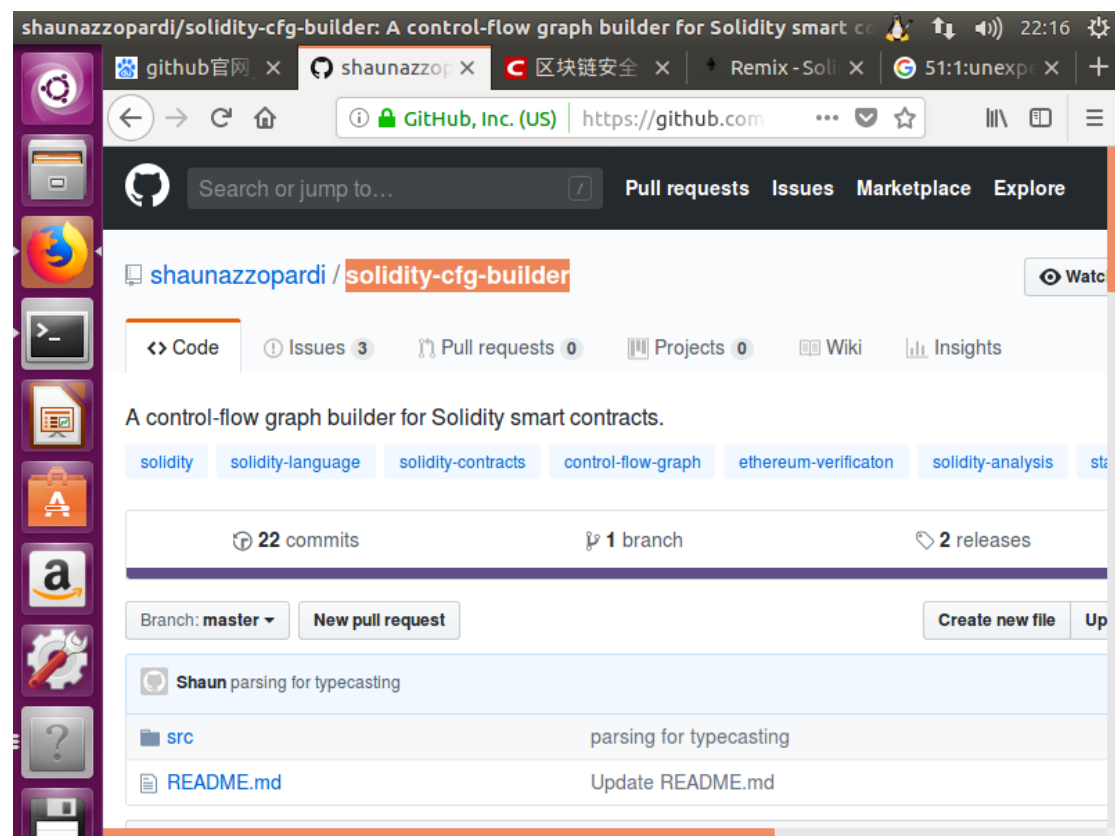 shaunazzopardi/solidity-cfg-builder: A control-flow graph builder for Solidity smart co
22:16
github官网_
shaunazzop
区块链安全
Remix - Soli
51:1:unexpe
GitHub, Inc. (US)
https://github.com
Search or jump to…
/
Pull requests Issues Marketplace Explore
shaunazzopardi / solidity-cfg-builder
Watc
Code
Issues 3
Pull requests 0
Projects 0
Wiki
Insights
A control-flow graph builder for Solidity smart contracts.
solidity solidity-language solidity-contracts control-flow-graph ethereum-verificaton solidity-analysis sta
22 commits
1 branch
2 releases
Branch: master
New pull request
Create new file
Up
Shaun parsing for typecasting
src parsing for typecasting
README.md Update README.md